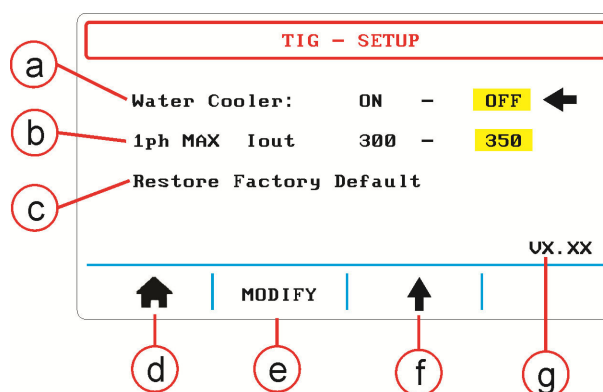 TIG - SETUP
a
Water Cooler: ON - OFF
b
1ph MAX Iout 300 - 350
c
Restore Factory Default
VX.XX
MODIFY
d e f g